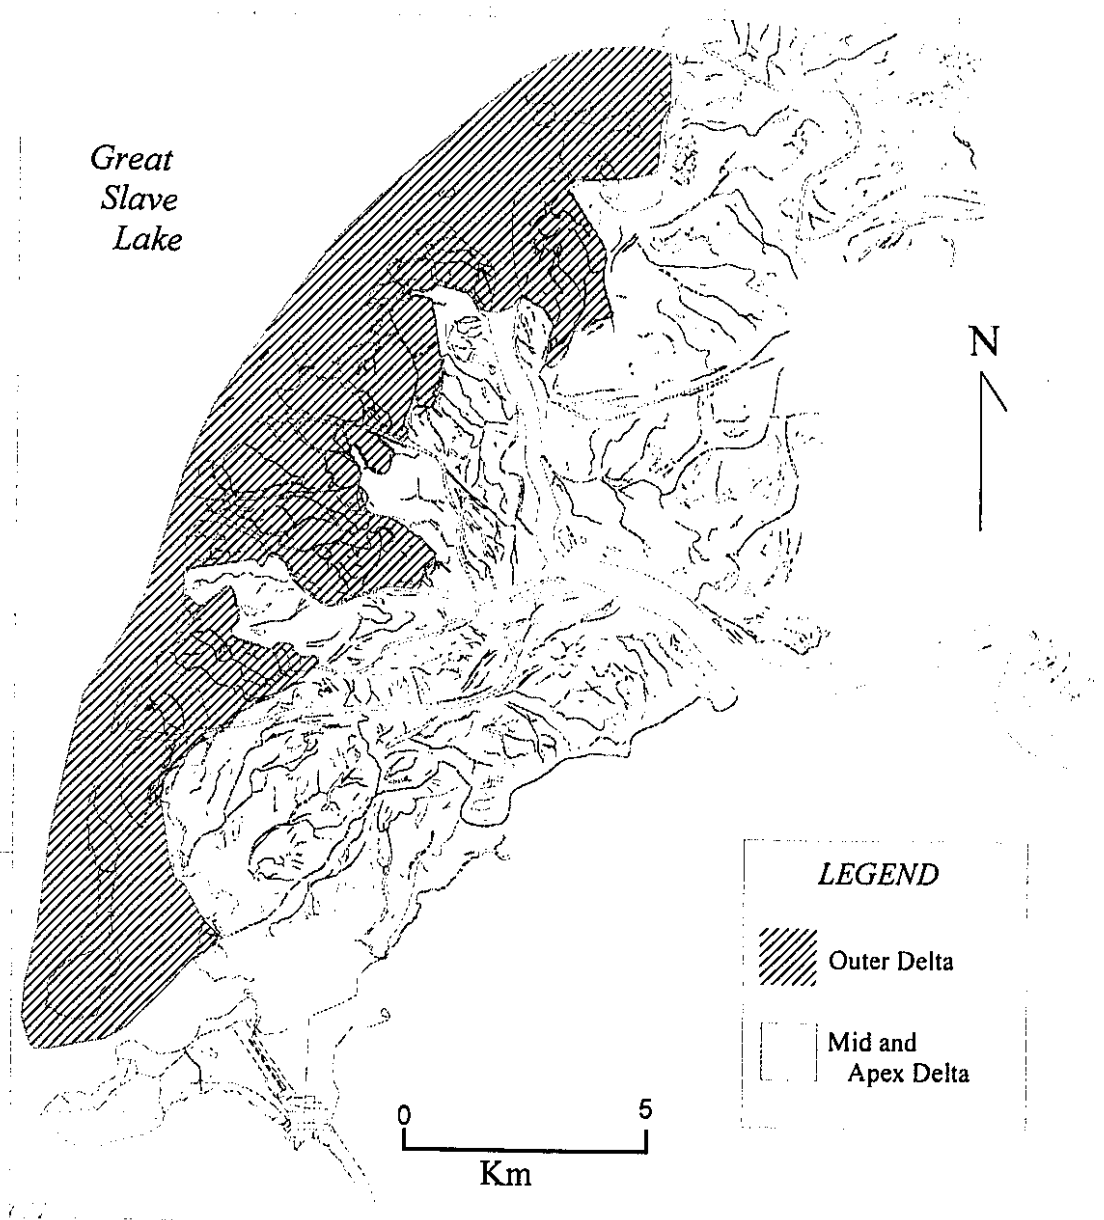 Great
Slave
Lake
N
LEGEND
Outer Delta
Mid and
Apex Delta
0 5
Km